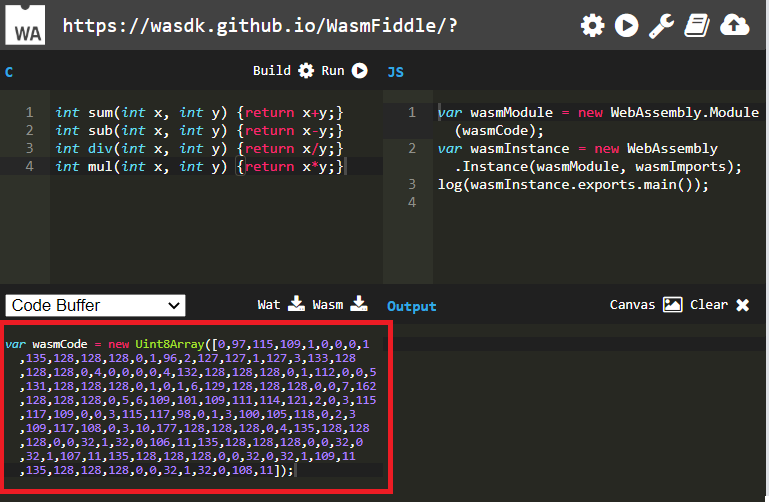 WA
https://wasdk.github.io/WasmFiddle/?
C
Build Run
JS
1 int sum(int x, int y) {return x+y;}
2 int sub(int x, int y) {return x-y;}
3 int div(int x, int y) {return x/y;}
4 int mul(int x, int y) {return x*y;}
1 var wasmModule = new WebAssembly.Module
(wasmCode);
2 var wasmInstance = new WebAssembly
.Instance(wasmModule, wasmImports);
3 log(wasmInstance.exports.main());
4
Code Buffer
Wat Wasm
Output
Canvas Clear
var wasmCode = new Uint8Array([0,97,115,109,1,0,0,0,1
,135,128,128,128,0,1,96,2,127,127,1,127,3,133,128
,128,128,0,4,0,0,0,0,4,132,128,128,128,0,1,112,0,0,5
,131,128,128,128,0,1,0,1,6,129,128,128,128,0,0,7,162
,128,128,128,0,5,6,109,101,109,111,114,121,2,0,3,115
,117,109,0,0,3,115,117,98,0,1,3,100,105,118,0,2,3
,109,117,108,0,3,10,177,128,128,128,0,4,135,128,128
,128,0,0,32,1,32,0,106,11,135,128,128,128,0,0,32,0
,32,1,107,11,135,128,128,128,0,0,32,0,32,1,109,11
,135,128,128,128,0,0,32,1,32,0,108,11]);